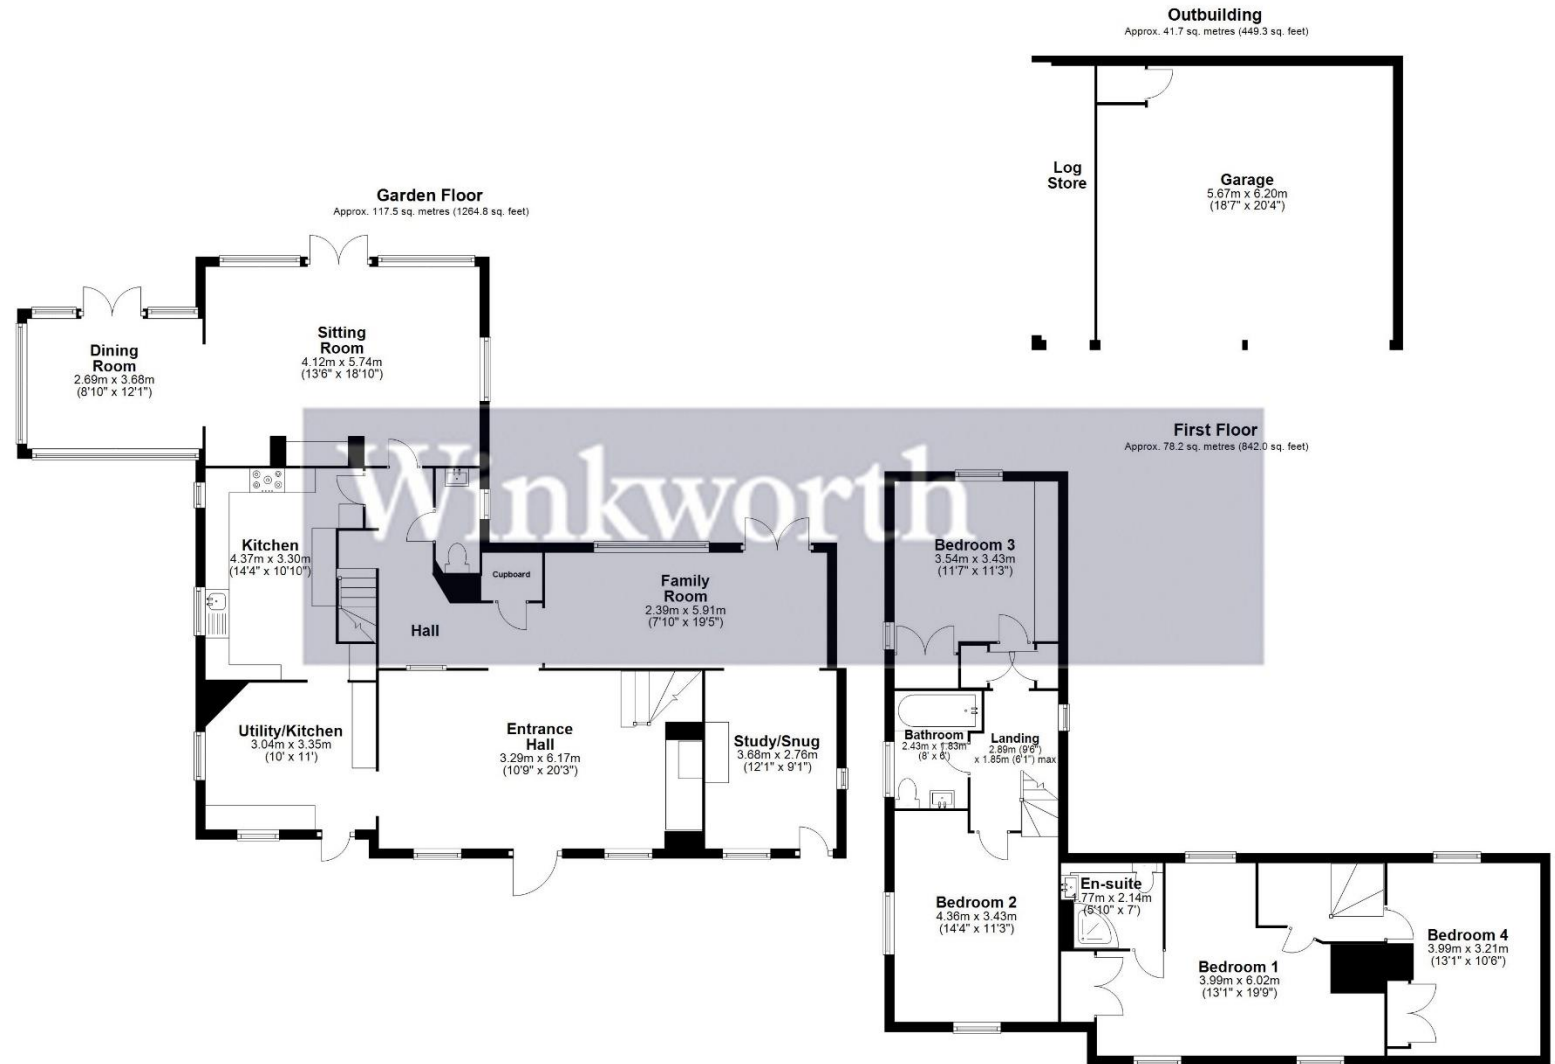 Outbuilding
Approx. 41.7 sq. metres (449.3 sq. feet)
Log
Store
Garage
5.67m x 6.20m
(18'7" x 20'4")
Garden Floor
Approx. 117.5 sq. metres (1264.8 sq. feet)
Sitting
Room
4.12m x 5.74m
(13'6" x 18'10")
Dining
Room
2.69m x 3.68m
(8'10" x 12'1")
Winkworth
Kitchen
4.37m x 3.30m
(14'4" x 10'10")
Cupboard
Family
Room
2.39m x 5.91m
(7'10" x 19'5")
Hall
Utility/Kitchen
3.04m x 3.35m
(10' x 11')
Entrance
Hall
3.29m x 6.17m
(10'9" x 20'3")
Study/Snug
3.68m x 2.76m
(12'1" x 9'1")
First Floor
Approx. 78.2 sq. metres (842.0 sq. feet)
Bedroom 3
3.54m x 3.43m
(11'7" x 11'3")
Bathroom
2.43m x 1.83m
(8' x 6')
Landing
2.89m (9'6")
x 1.85m (6'1") max
Bedroom 2
4.36m x 3.43m
(14'4" x 11'3")
En-suite
.77m x 2.14m
(5'10" x 7')
Bedroom 1
3.99m x 6.02m
(13'1" x 19'9")
Bedroom 4
3.99m x 3.21m
(13'1" x 10'6")